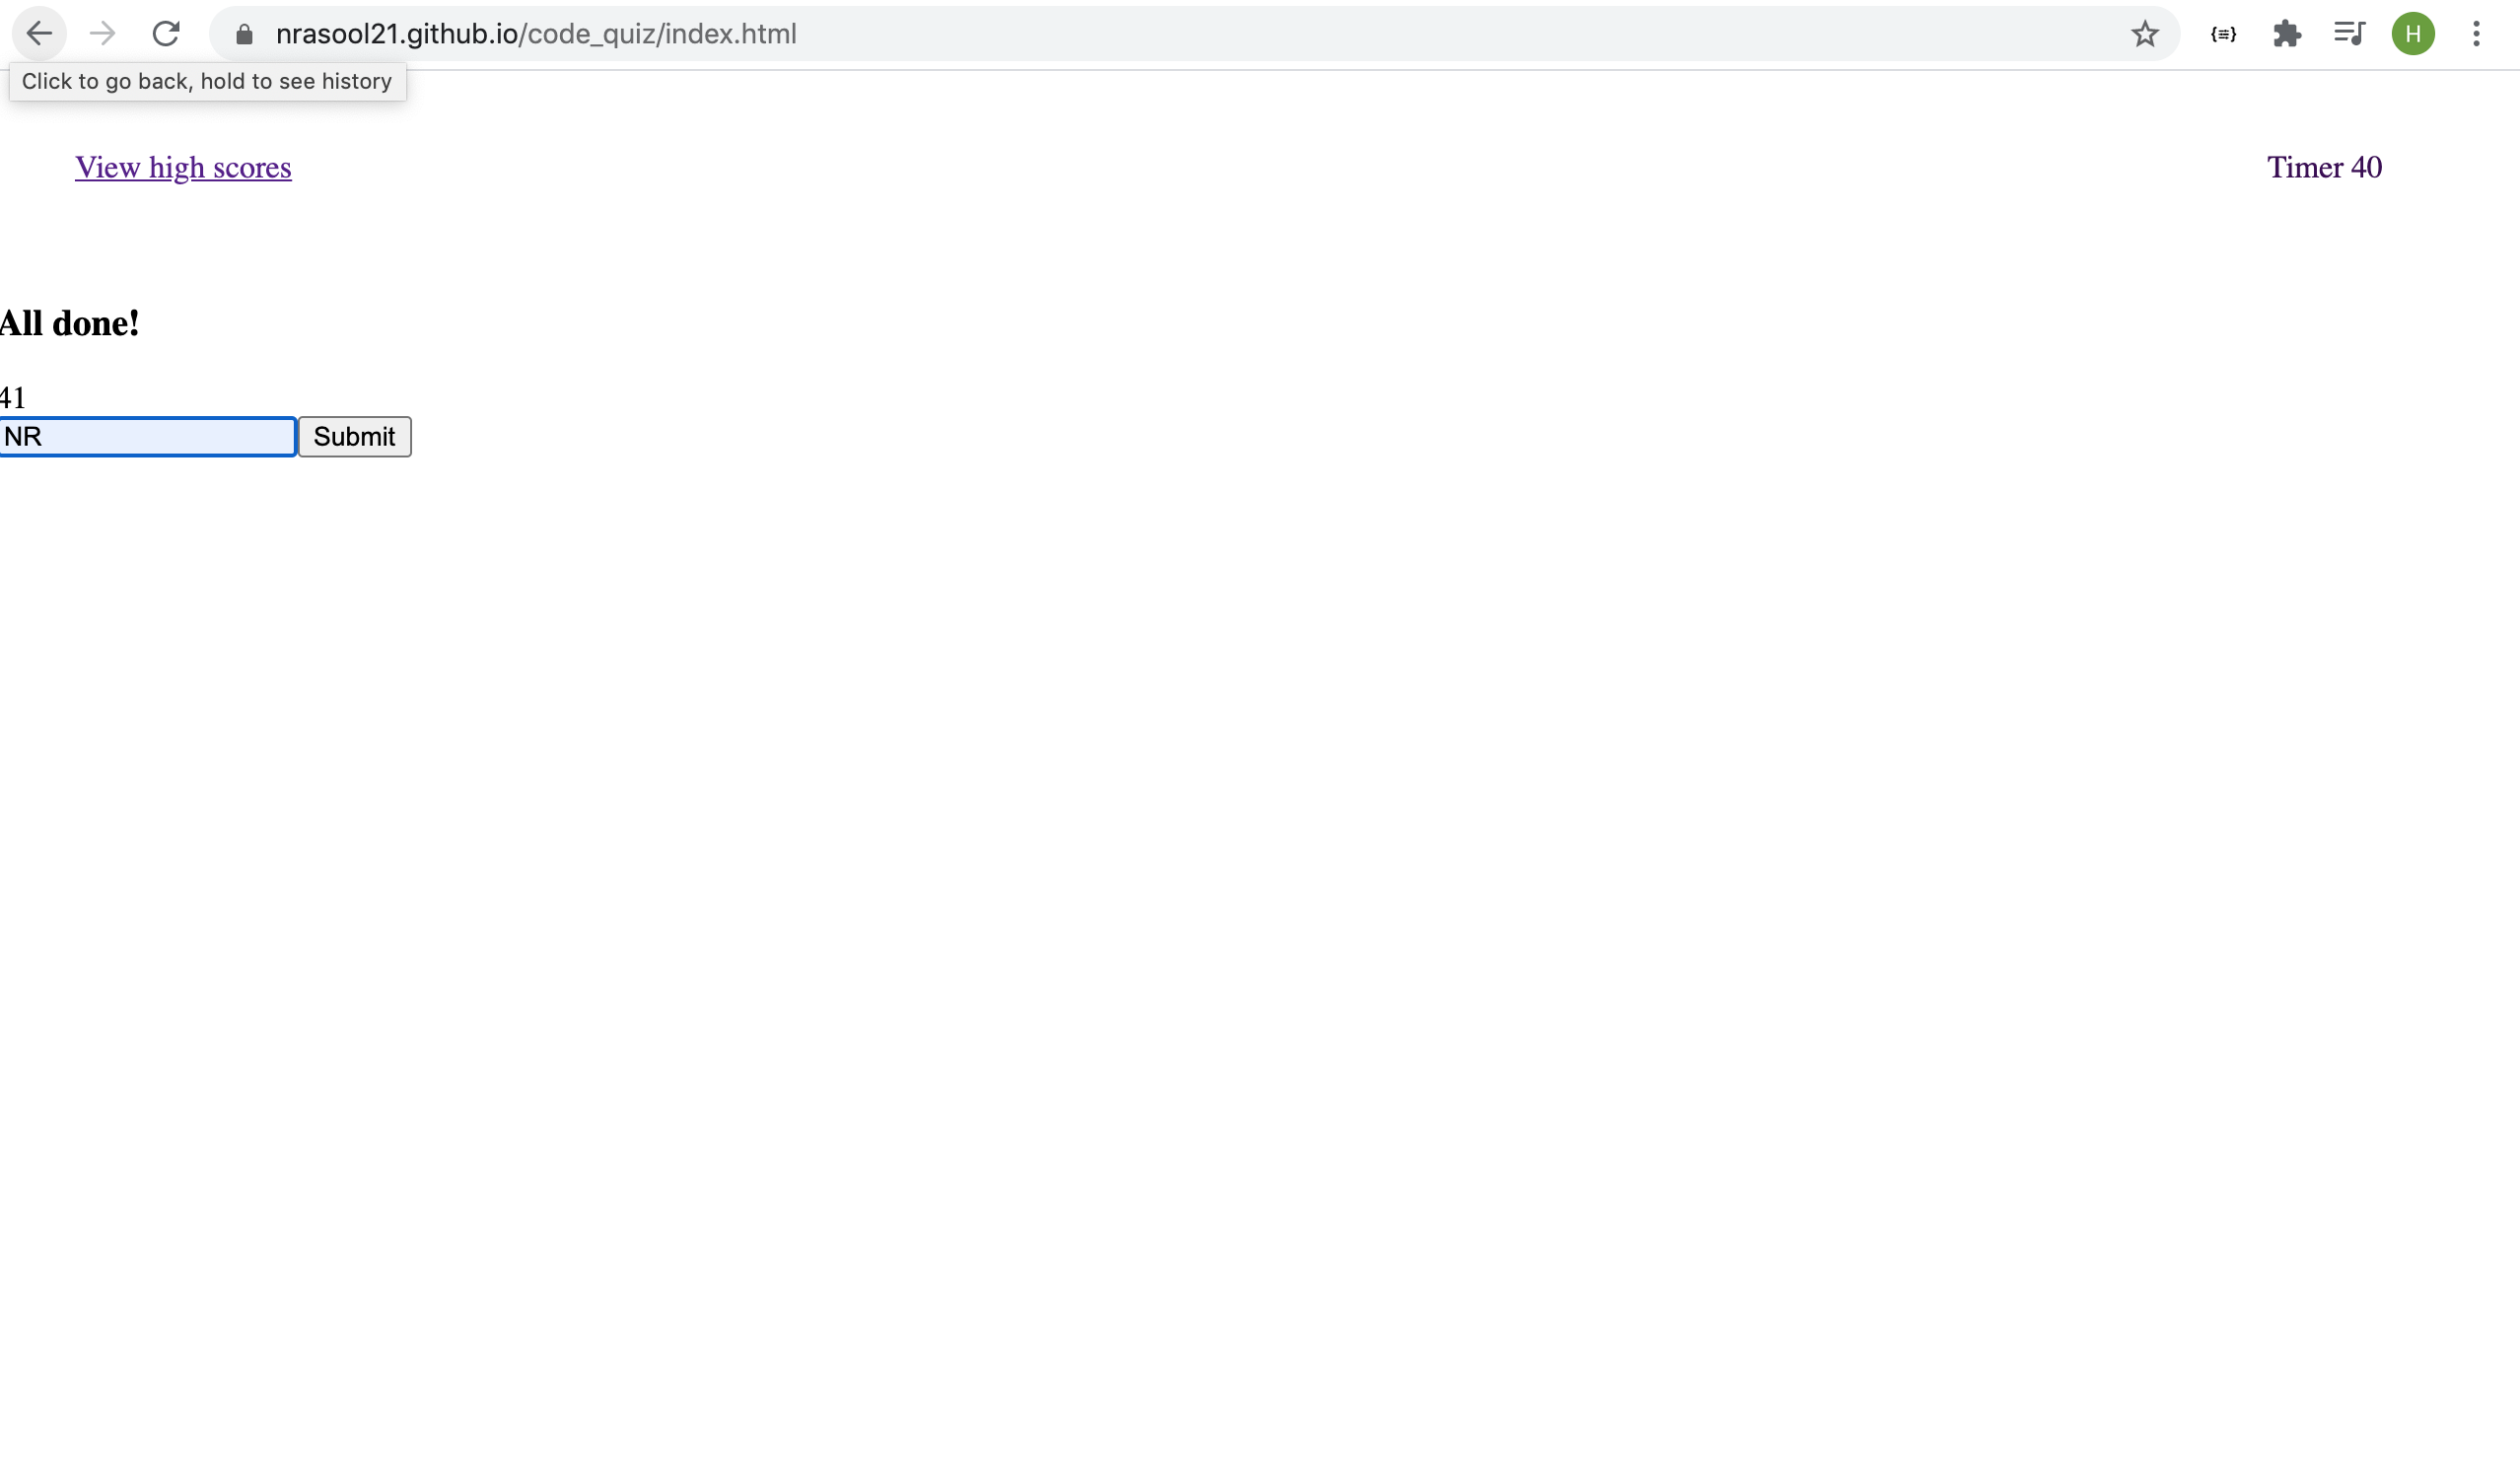 nrasool21.github.io/code_quiz/index.html
H
Click to go back, hold to see history
View high scores
Timer 40
All done!
41
NR
Submit